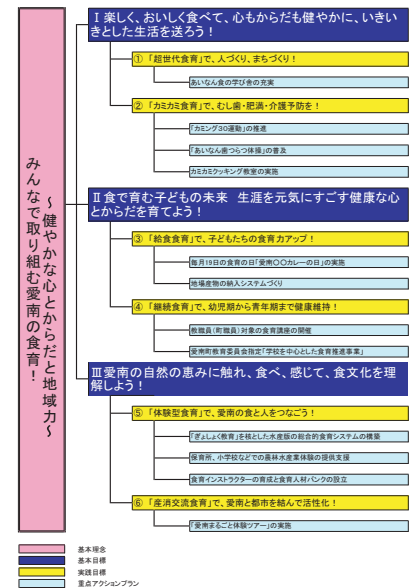 みんなで取り組む愛南の食育！
～健やかな心とからだと地域力～
Ⅰ楽しく、おいしく食べて、心もからだも健やかに、いきい
きとした生活を送ろう！
① 「超世代食育」で、人づくり、まちづくり！
あいなん食の学び舎の充実
② 「カミカミ食育」で、むし歯・肥満・介護予防を！
「カミング30運動」の推進
「あいなん歯つらつ体操」の普及
カミカミクッキング教室の実施
Ⅱ食で育む子どもの未来 生涯を元気にすごす健康な心
とからだを育てよう！
③ 「給食食育」で、子どもたちの食育力アップ！
毎月19日の食育の日「愛南〇〇カレーの日」の実施
地場産物の納入システムづくり
④ 「継続食育」で、幼児期から青年期まで健康維持！
教職員(町職員)対象の食育講座の開催
愛南町教育委員会指定「学校を中心とした食育推進事業」
Ⅲ愛南の自然の恵みに触れ、食べ、感じて、食文化を理
解しよう！
⑤ 「体験型食育」で、愛南の食と人をつなごう！
「ぎょしょく教育」を核とした水産版の総合的食育システムの構築
保育所、小学校などでの農林水産業体験の提供支援
食育インストラクターの育成と食育人材バンクの設立
⑥ 「産消交流食育」で、愛南と都市を結んで活性化！
「愛南まるごと体験ツアー」の実施
基本理念
基本目標
実践目標
重点アクションプラン